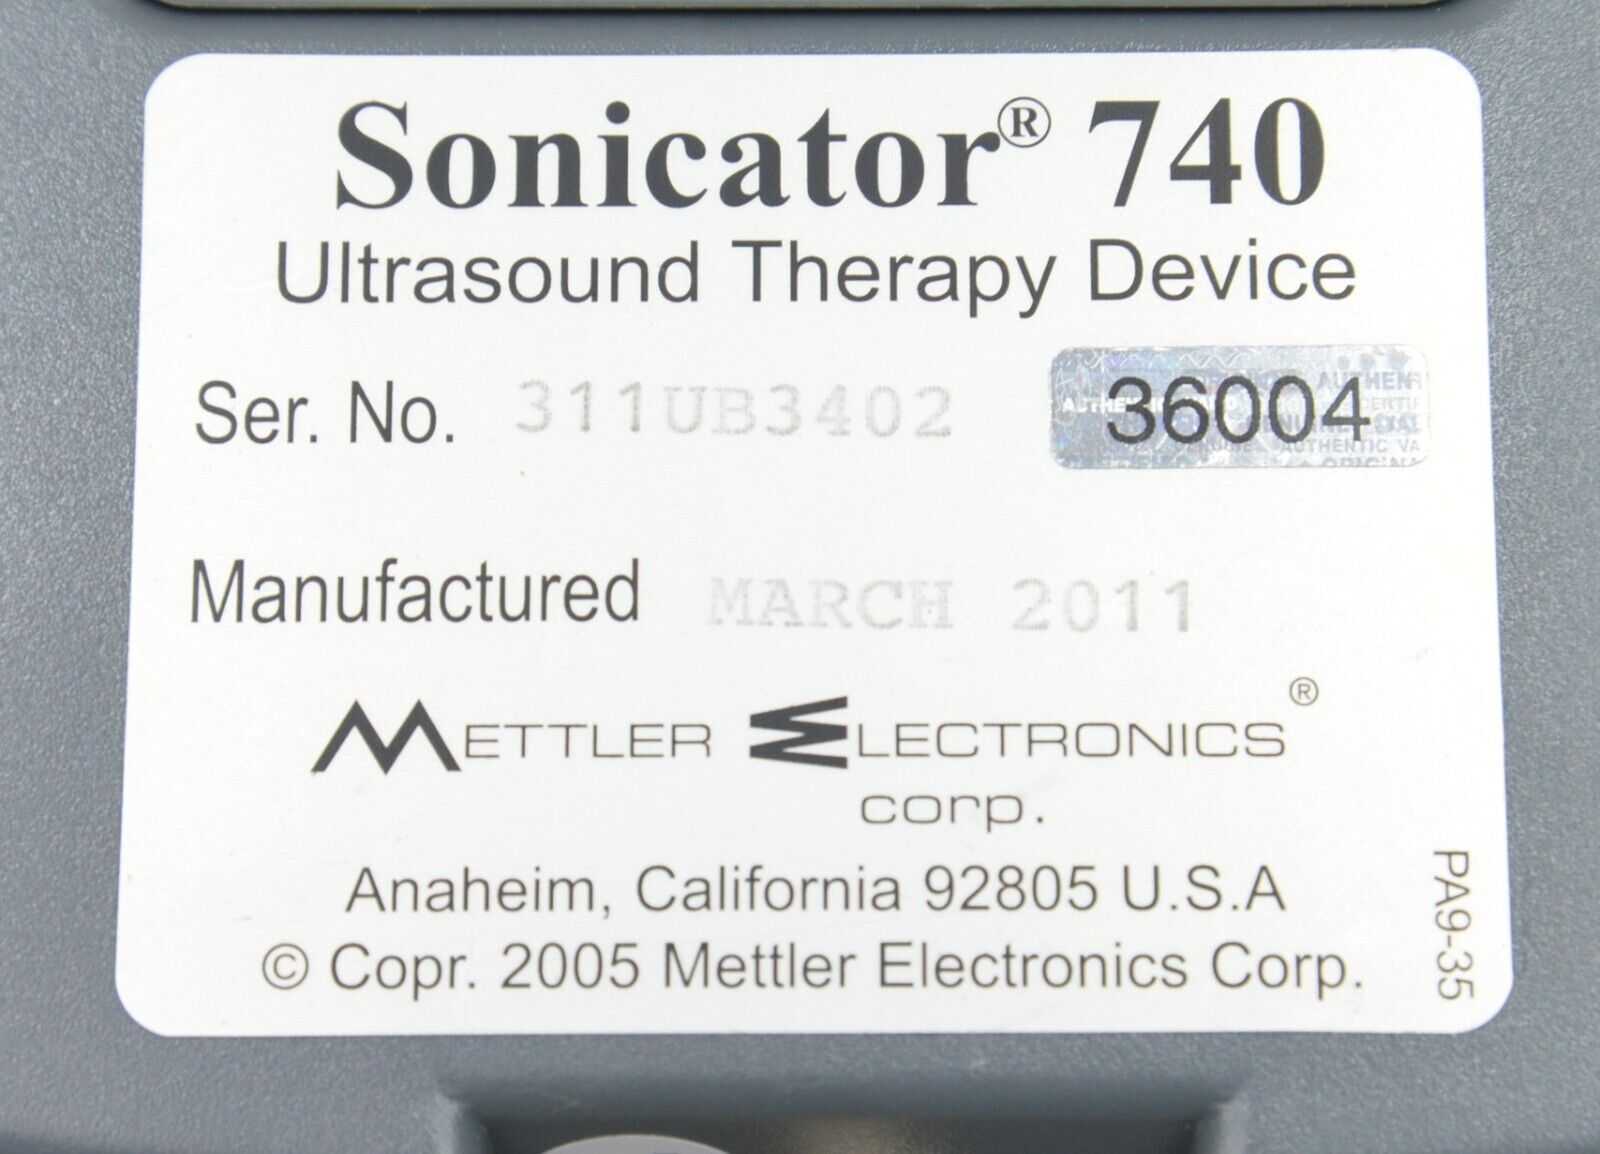 Sonicator® 740
Ultrasound Therapy Device
Ser. No. 311UB3402 36004
Manufactured MARCH 2011
METTLER ELECTRONICS®
corp.
Anaheim, California 92805 U.S.A
© Copr. 2005 Mettler Electronics Corp.
PA9-35